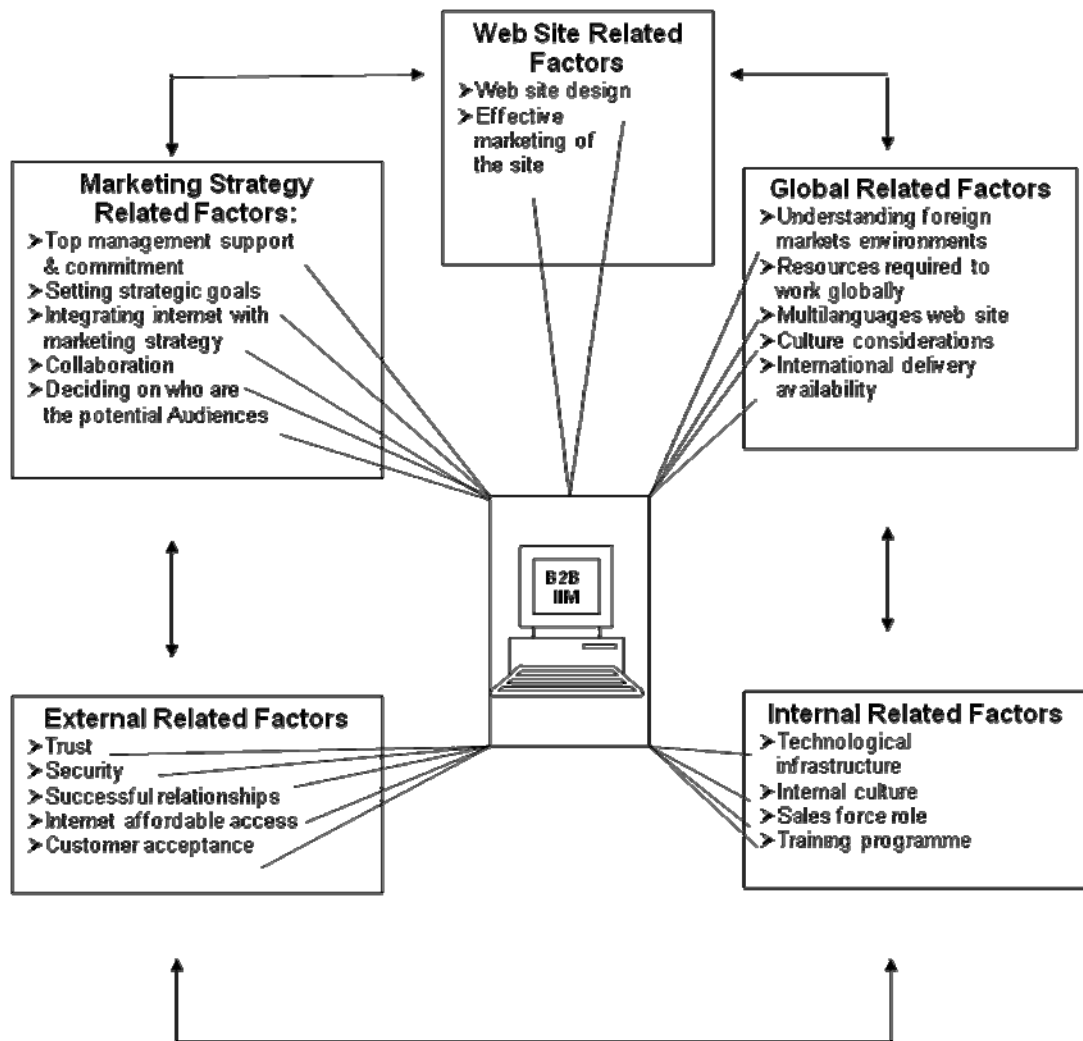 Web Site Related
Factors
➢Web site design
➢Effective
marketing of
the site
Marketing Strategy
Related Factors:
➢Top management support
& commitment
➢Setting strategic goals
➢Integrating internet with
marketing strategy
➢Collaboration
➢Deciding on who are
the potential Audiences
Global Related Factors
➢Understanding foreign
markets environments
➢Resources required to
work globally
➢Multilanguages web site
➢Culture considerations
➢International delivery
availability
B2B
IIM
External Related Factors
➢Trust
➢Security
➢Successful relationships
➢Internet affordable access
➢Customer acceptance
Internal Related Factors
➢Technological
infrastructure
➢Internal culture
➢Sales force role
➢Training programme